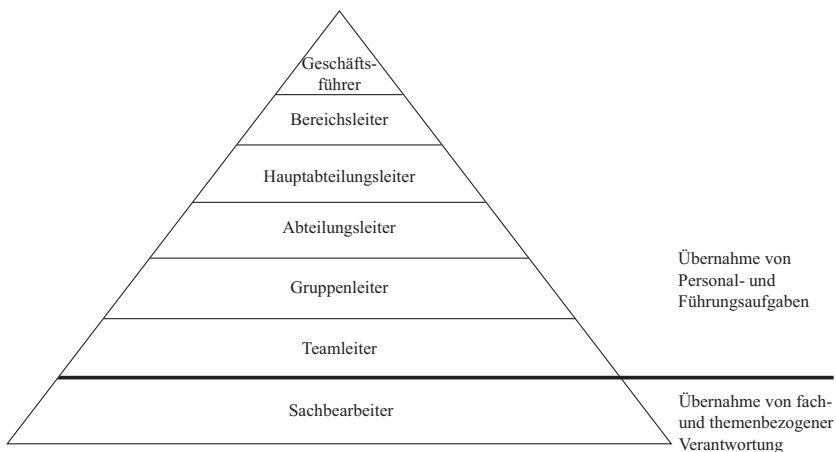 Geschäfts-
führer
Bereichsleiter
Hauptabteilungsleiter
Abteilungsleiter
Gruppenleiter
Teamleiter
Sachbearbeiter
Übernahme von
Personal- und
Führungsaufgaben
Übernahme von fach-
und themenbezogener
Verantwortung